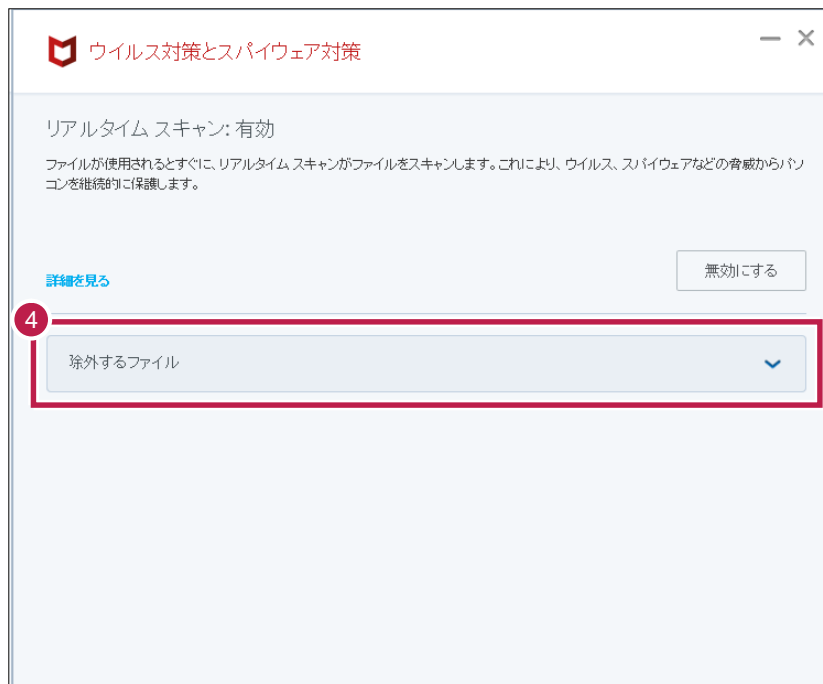 ウイルス対策とスパイウェア対策
リアルタイム スキャン: 有効
ファイルが使用されるとすぐに、リアルタイム スキャンがファイルをスキャンします。これにより、ウイルス、スパイウェアなどの脅威からパソ
コンを継続的に保護します。
無効にする
詳細を見る
4
除外するファイル